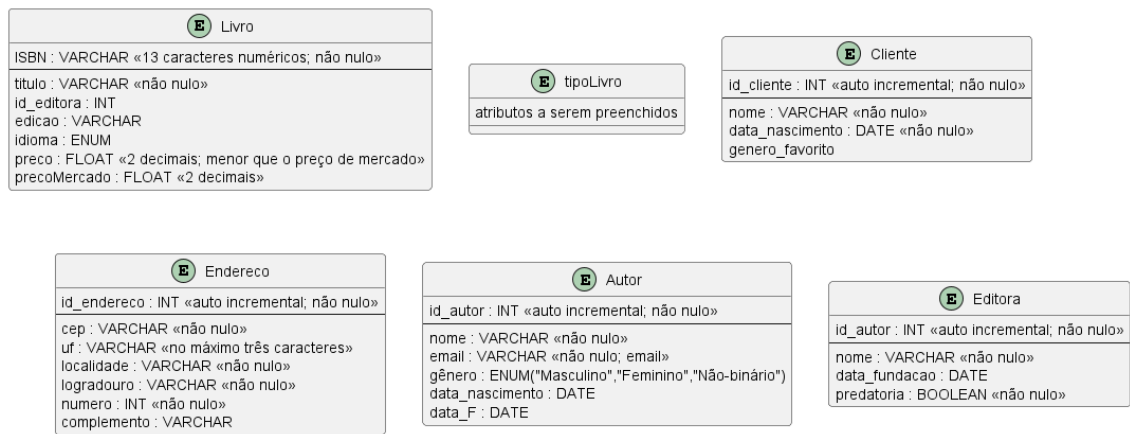 E Livro
ISBN : VARCHAR «13 caracteres numéricos; não nulo»
titulo : VARCHAR «não nulo»
id_editora : INT
edicao : VARCHAR
idioma : ENUM
preco : FLOAT «2 decimais; menor que o preço de mercado»
precoMercado : FLOAT «2 decimais»
E tipoLivro
atributos a serem preenchidos
E Cliente
id_cliente : INT «auto incremental; não nulo»
nome : VARCHAR «não nulo»
data_nascimento : DATE «não nulo»
genero_favorito
E Endereco
id_endereco : INT «auto incremental; não nulo»
cep : VARCHAR «não nulo»
uf : VARCHAR «no máximo três caracteres»
localidade : VARCHAR «não nulo»
logradouro : VARCHAR «não nulo»
numero : INT «não nulo»
complemento : VARCHAR
E Autor
id_autor : INT «auto incremental; não nulo»
nome : VARCHAR «não nulo»
email : VARCHAR «não nulo; email»
gênero : ENUM("Masculino","Feminino","Não-binário")
data_nascimento : DATE
data_F : DATE
E Editora
id_autor : INT «auto incremental; não nulo»
nome : VARCHAR «não nulo»
data_fundacao : DATE
predatoria : BOOLEAN «não nulo»